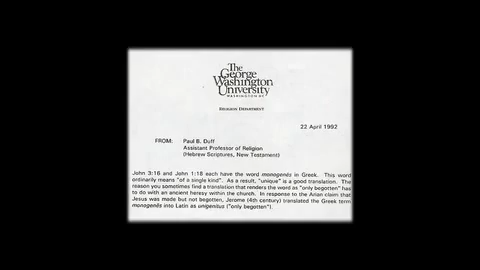 The
George
Washington
University
WASHINGTON DC
RELIGION DEPARTMENT
22 April 1992
FROM: Paul B. Duff
Assistant Professor of Religion
(Hebrew Scriptures, New Testament)
John 3:16 and John 1:18 each have the word monogenēs in Greek. This word
ordinarily means "of a single kind". As a result, "unique" is a good translation. The
reason you sometimes find a translation that renders the word as "only begotten" has
to do with an ancient heresy within the church. In response to the Arian claim that
Jesus was made but not begotten, Jerome (4th century) translated the Greek term
monogenēs into Latin as unigenitus ("only begotten").